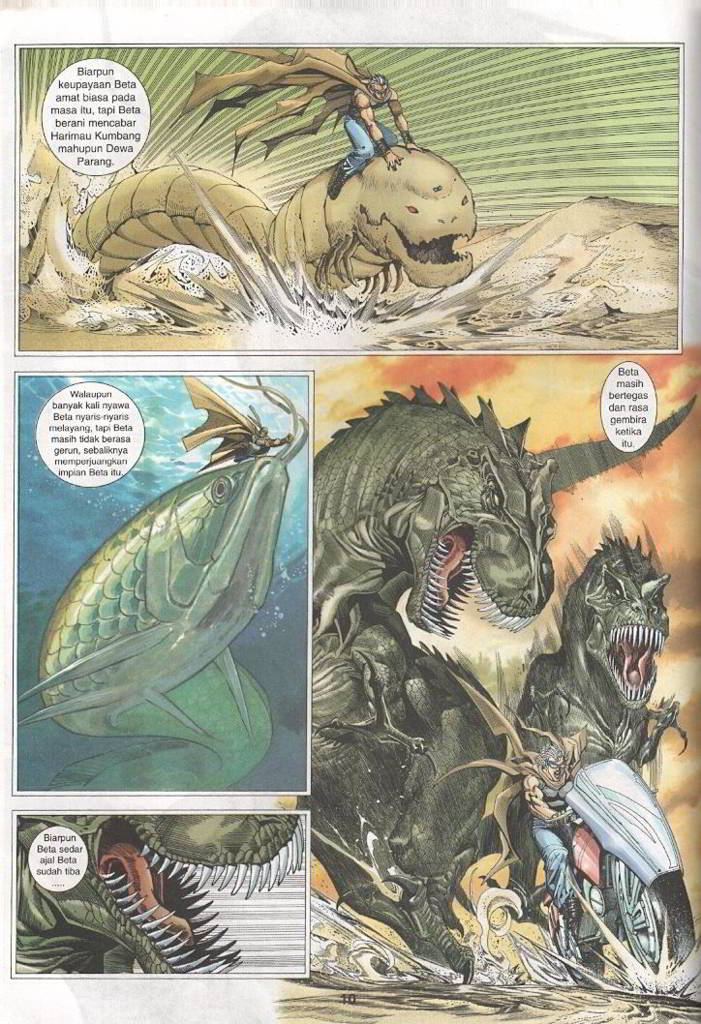 Biarpun
keupayaan Beta
amat biasa pada
masa itu, tapi Beta
berani mencabar
Harimau Kumbang
mahupun Dewa
Parang.
Walaupun
banyak kali nyawa
Beta nyaris-nyaris
melayang, tapi Beta
masih tidak berasa
gerun, sebaliknya
memperjuangkan
impian Beta itu.
Beta
masih
bertegas
dan rasa
gembira
ketika
itu.
Biarpun
Beta sedar
ajal Beta
sudah tiba
.....
10